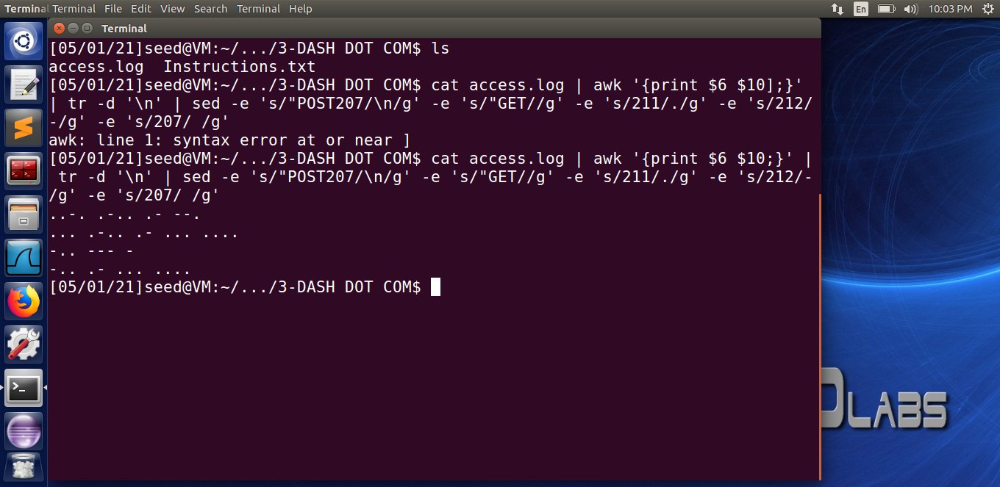 Terminal Terminal File Edit View Search Terminal Help En 10:03 PM
Terminal
[05/01/21]seed@VM:~/.../3-DASH DOT COM$ ls
access.log  Instructions.txt
[05/01/21]seed@VM:~/.../3-DASH DOT COM$ cat access.log | awk '{print $6 $10];}'
| tr -d '\n' | sed -e 's/"POST207/\n/g' -e 's/"GET//g' -e 's/211/./g' -e 's/212/
-/g' -e 's/207/ /g'
awk: line 1: syntax error at or near ]
[05/01/21]seed@VM:~/.../3-DASH DOT COM$ cat access.log | awk '{print $6 $10;}' |
 tr -d '\n' | sed -e 's/"POST207/\n/g' -e 's/"GET//g' -e 's/211/./g' -e 's/212/-
/g' -e 's/207/ /g'
..-. .-.. .- --.
... .-.. .- ... ....
-.. --- -
-.. .- ... ....
[05/01/21]seed@VM:~/.../3-DASH DOT COM$
LABS